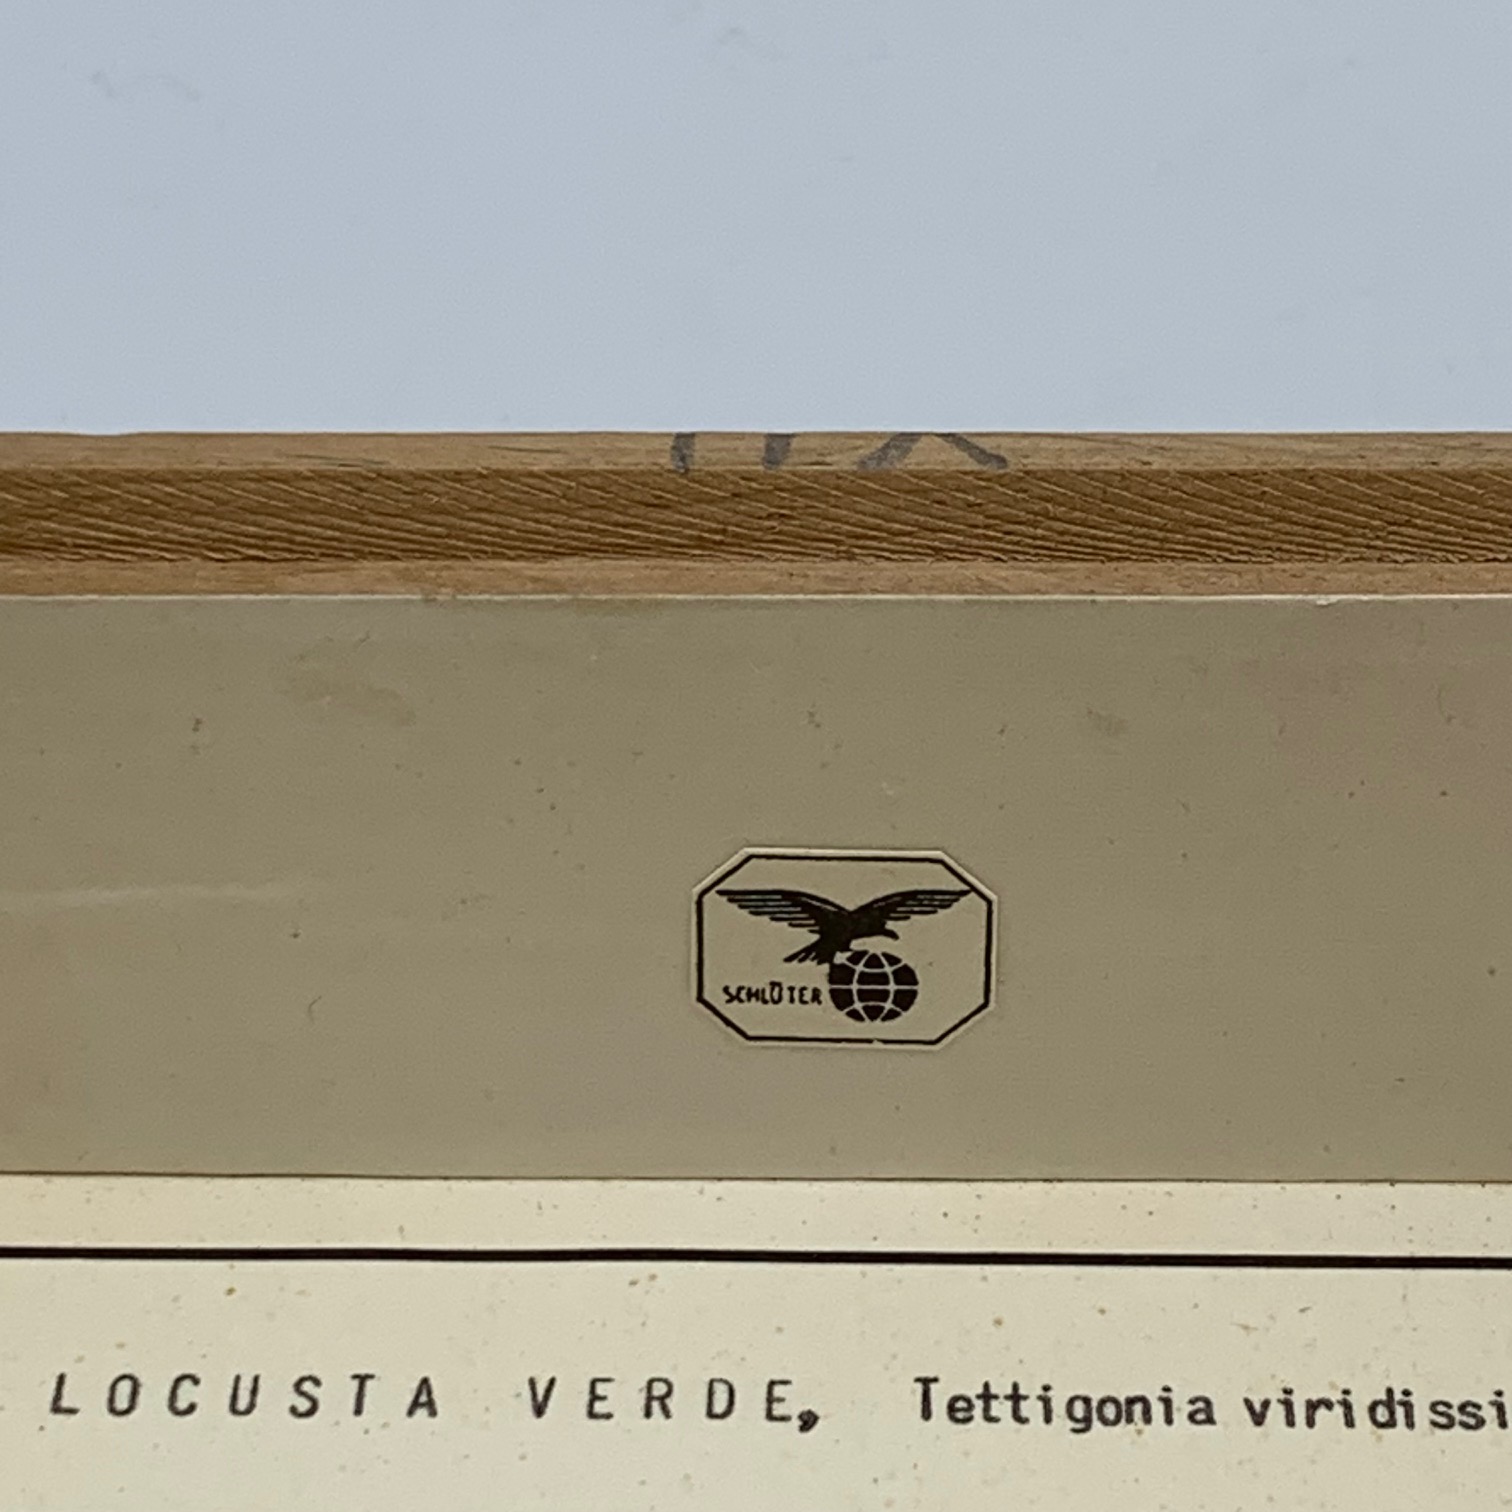 SCHLÜTER
LOCUSTA VERDE, Tettigonia viridissi